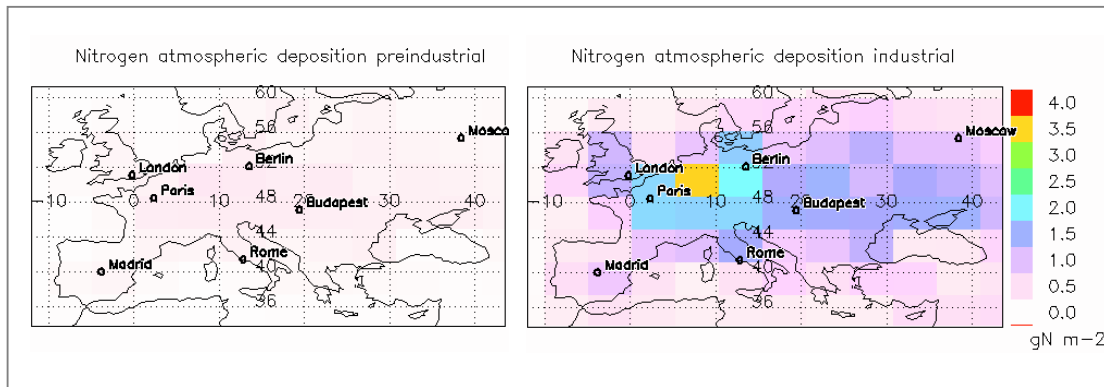 Nitrogen atmospheric deposition preindustrial
60
56
Mosco
London
Berlin
Paris
10
0
48
10
20
30
40
Budapest
44
Rome
Madrid
40
36
Nitrogen atmospheric deposition industrial
60
56
Moscow
London
Berlin
Paris
10
0
10
48
20
30
40
Budapest
44
Rome
Madrid
40
36
4.0
3.5
3.0
2.5
2.0
1.5
1.0
0.5
0.0
gN m-2